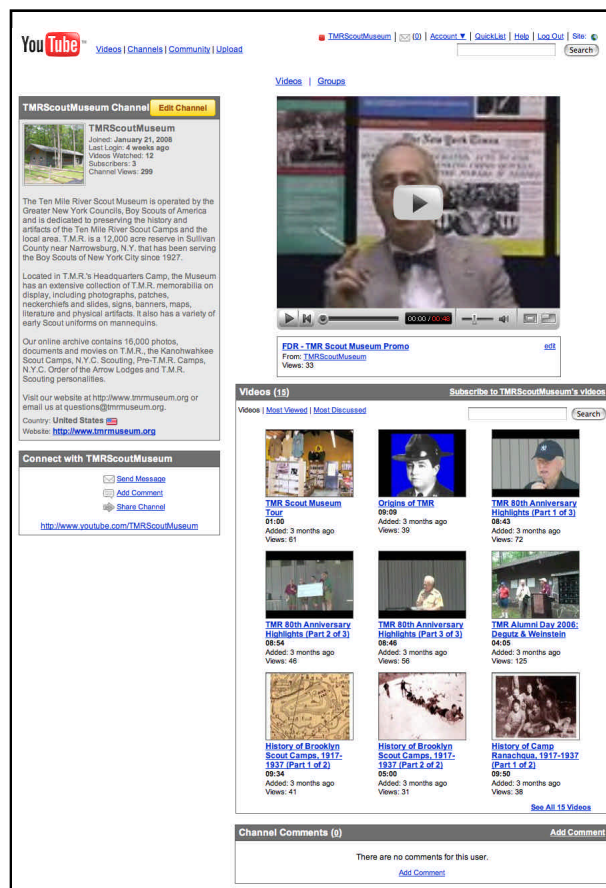 You Tube™
Videos | Channels | Community | Upload
TMRScoutMuseum | (0) | Account ▼ | QuickList | Help | Log Out | Site:
Search
Videos | Groups
TMRScoutMuseum Channel Edit Channel
TMRScoutMuseum
Joined: January 21, 2008
Last Login: 4 weeks ago
Videos Watched: 12
Subscribers: 3
Channel Views: 299
The Ten Mile River Scout Museum is operated by the
Greater New York Councils, Boy Scouts of America
and is dedicated to preserving the history and
artifacts of the Ten Mile River Scout Camps and the
local area. T.M.R. is a 12,000 acre reserve in Sullivan
County near Narrowsburg, N.Y. that has been serving
the Boy Scouts of New York City since 1927.
Located in T.M.R.'s Headquarters Camp, the Museum
has an extensive collection of T.M.R. memorabilia on
display, including photographs, patches,
neckerchiefs and slides, signs, banners, maps,
literature and physical artifacts. It also has a variety of
early Scout uniforms on mannequins.
Our online archive contains 16,000 photos,
documents and movies on T.M.R., the Kanohwahkee
Scout Camps, N.Y.C. Scouting, Pre-T.M.R. Camps,
N.Y.C. Order of the Arrow Lodges and T.M.R.
Scouting personalities.
Visit our website at http://www.tmrmuseum.org or
email us at questions@tmrmuseum.org.
Country: United States
Website: http://www.tmrmuseum.org
Connect with TMRScoutMuseum
Send Message
Add Comment
Share Channel
http://www.youtube.com/TMRScoutMuseum
The New York Times
00:00 / 00:48
FDR - TMR Scout Museum Promo edit
From: TMRScoutMuseum
Views: 33
Videos (15) Subscribe to TMRScoutMuseum's videos
Videos | Most Viewed | Most Discussed Search
TMR Scout Museum
Tour
01:00
Added: 3 months ago
Views: 61
Origins of TMR
09:09
Added: 3 months ago
Views: 39
TMR 80th Anniversary
Highlights (Part 1 of 3)
08:43
Added: 3 months ago
Views: 72
TMR 80th Anniversary
Highlights (Part 2 of 3)
08:54
Added: 3 months ago
Views: 46
TMR 80th Anniversary
Highlights (Part 3 of 3)
08:46
Added: 3 months ago
Views: 56
TMR Alumni Day 2006:
Degutz & Weinstein
04:05
Added: 3 months ago
Views: 125
History of Brooklyn
Scout Camps, 1917-
1937 (Part 1 of 2)
09:34
Added: 3 months ago
Views: 41
History of Brooklyn
Scout Camps, 1917-
1937 (Part 2 of 2)
05:00
Added: 3 months ago
Views: 31
History of Camp
Ranachqua, 1917-1937
(Part 1 of 2)
09:50
Added: 3 months ago
Views: 38
See All 15 Videos
Channel Comments (0) Add Comment
There are no comments for this user.
Add Comment